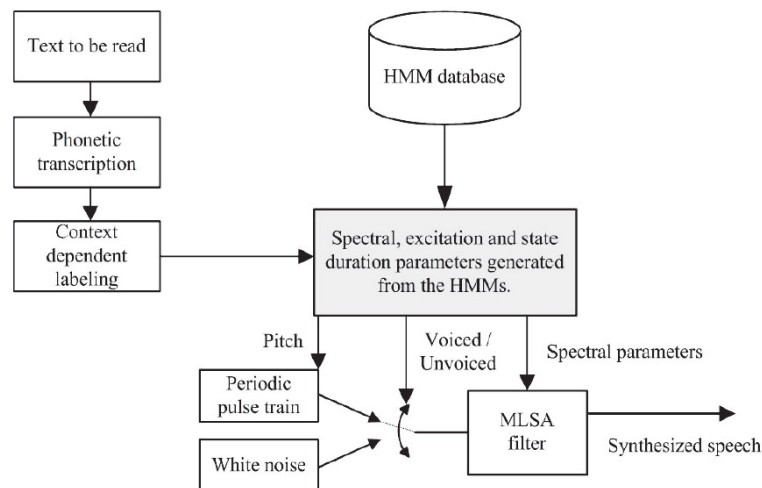 Text to be read
HMM database
Phonetic
transcription
Context
dependent
labeling
Spectral, excitation and state
duration parameters generated
from the HMMs.
Pitch
Voiced /
Unvoiced
Spectral parameters
Periodic
pulse train
MLSA
filter
Synthesized speech
White noise